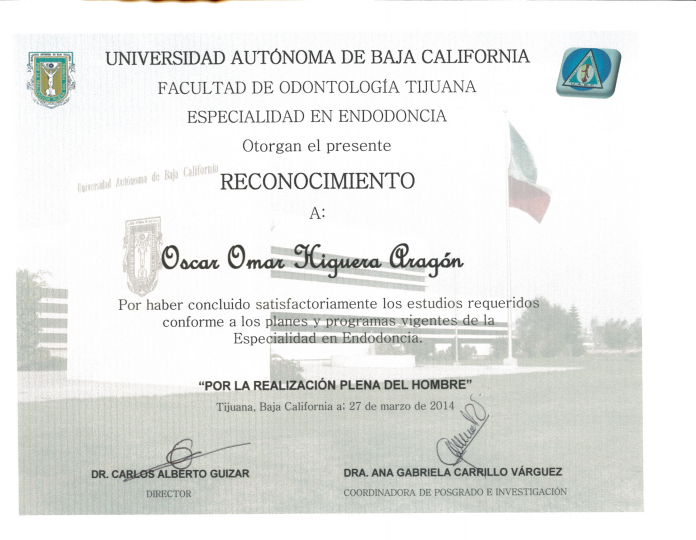 UNIVERSIDAD AUTÓNOMA DE BAJA CALIFORNIA
FACULTAD DE ODONTOLOGÍA TIJUANA
ESPECIALIDAD EN ENDODONCIA
Otorgan el presente
Universidad Autónoma de Baja California
RECONOCIMIENTO
A:
Oscar Omar Higuera Aragón
Por haber concluido satisfactoriamente los estudios requeridos
conforme a los planes y programas vigentes de la
Especialidad en Endodoncia.
“POR LA REALIZACIÓN PLENA DEL HOMBRE”
Tijuana, Baja California a; 27 de marzo de 2014
DR. CARLOS ALBERTO GUIZAR
DIRECTOR
DRA. ANA GABRIELA CARRILLO VÁRGUEZ
COORDINADORA DE POSGRADO E INVESTIGACIÓN